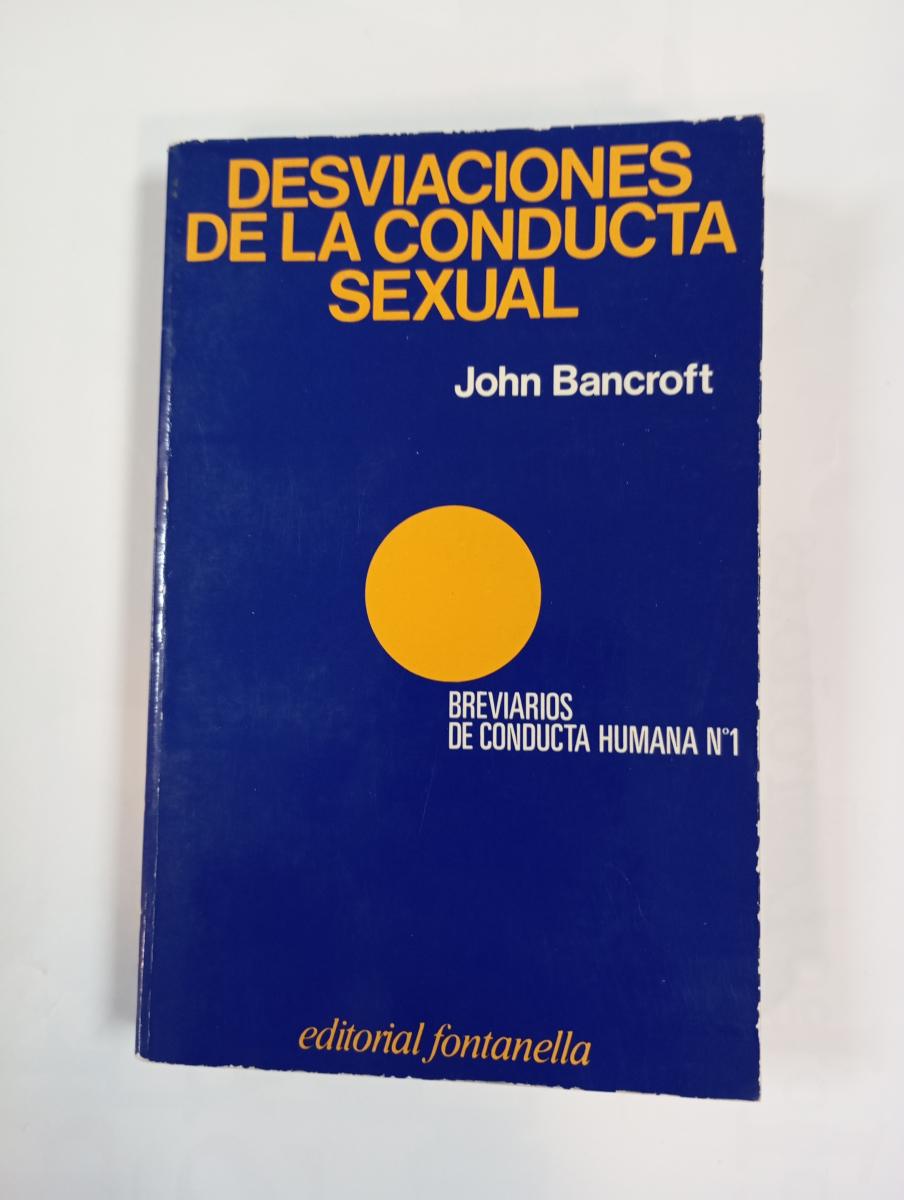 DESVIACIONES
DE LA CONDUCTA
SEXUAL
John Bancroft
BREVIARIOS
DE CONDUCTA HUMANA Nº1
editorial fontanella